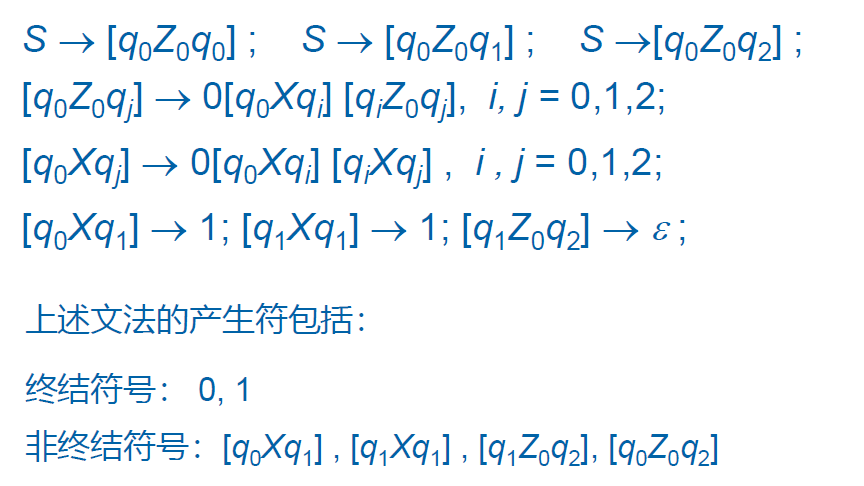 S → [q₀Z₀q₀] ; S → [q₀Z₀q₁] ; S →[q₀Z₀q₂] ;
[q₀Z₀qⱼ] → 0[q₀Xqᵢ] [qᵢZ₀qⱼ], i, j = 0,1,2;
[q₀Xqⱼ] → 0[q₀Xqᵢ] [qᵢXqⱼ] , i , j = 0,1,2;
[q₀Xq₁] → 1; [q₁Xq₁] → 1; [q₁Z₀q₂] → ε ;
上述文法的产生符包括：
终结符号： 0, 1
非终结符号：[q₀Xq₁] , [q₁Xq₁] , [q₁Z₀q₂], [q₀Z₀q₂]